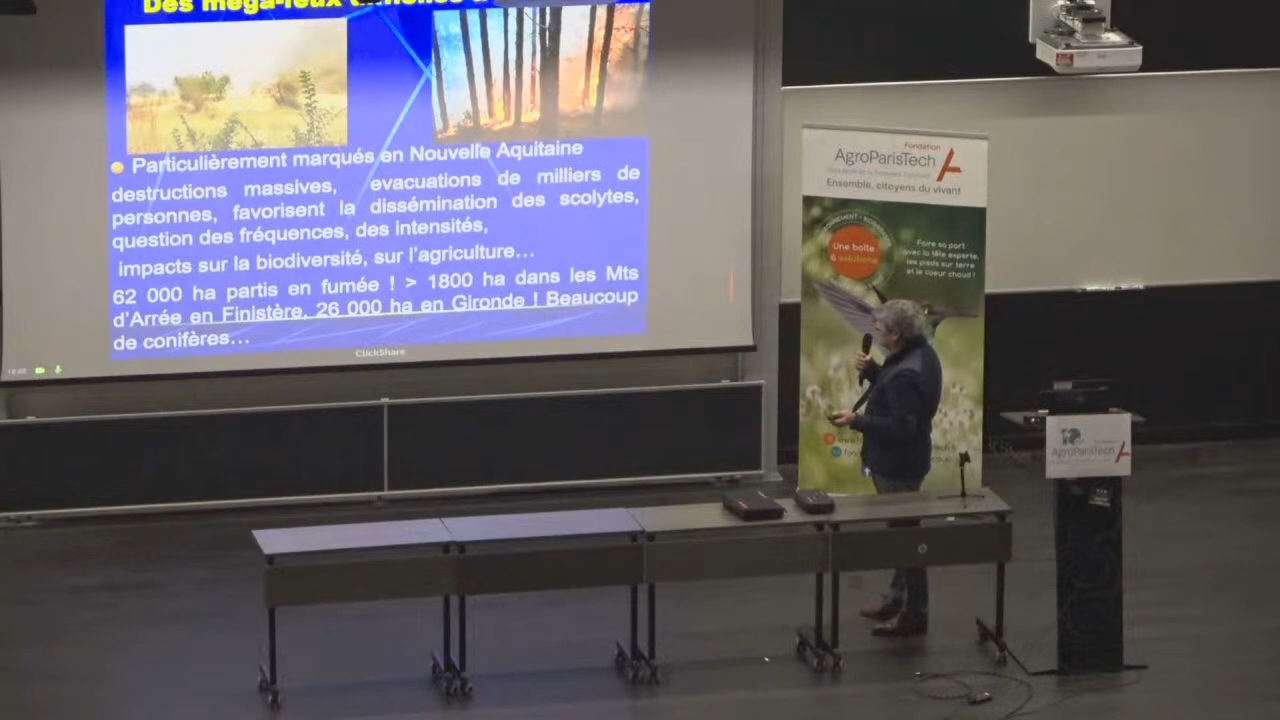 Des méga-feux
Particulièrement marqués en Nouvelle Aquitaine
destructions massives, evacuations de milliers de
personnes, favorisent la dissémination des scolytes,
question des fréquences, des intensités,
impacts sur la biodiversité, sur l'agriculture…
62 000 ha partis en fumée ! > 1800 ha dans les Mts
d'Arrée en Finistère, 26 000 ha en Gironde ! Beaucoup
de conifères…
ClickShare
Fondation
AgroParisTech
Ensemble, citoyens du vivant
Une boîte
à solutions
Faire sa part
avec la tête experte,
les pieds sur terre
et le coeur chaud !
AgroParisTech